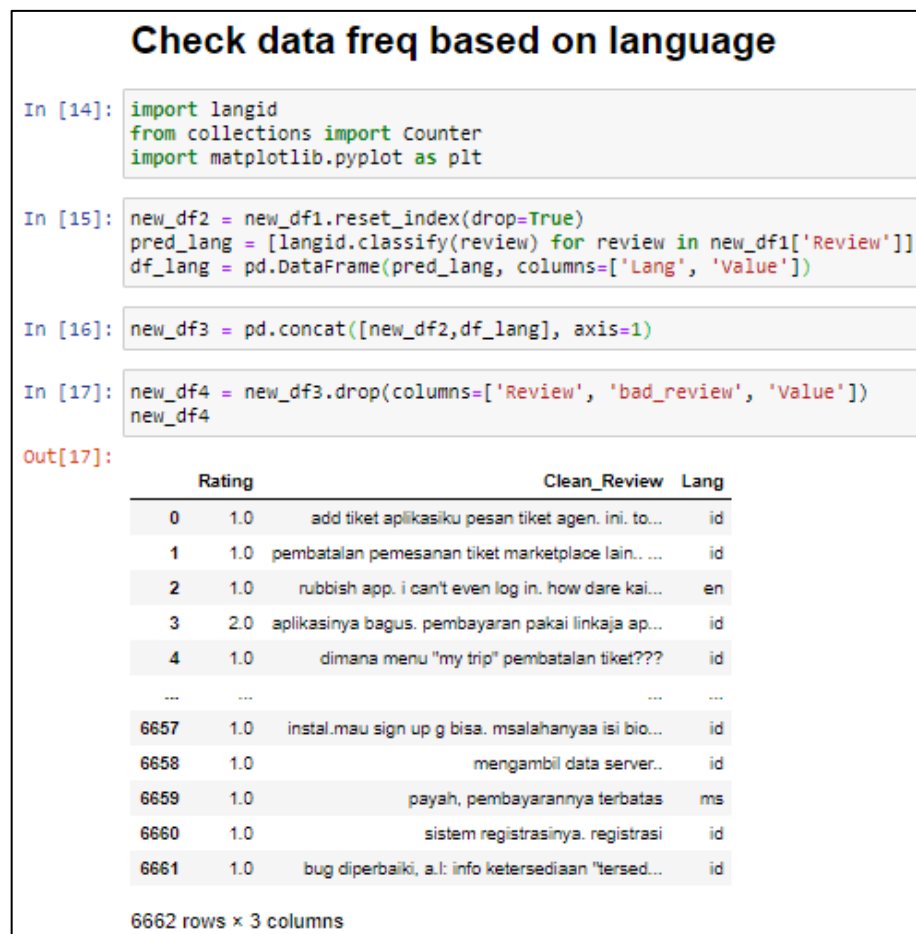 Check data freq based on language
In [14]: import langid
from collections import Counter
import matplotlib.pyplot as plt
In [15]: new_df2 = new_df1.reset_index(drop=True)
pred_lang = [langid.classify(review) for review in new_df1['Review']]
df_lang = pd.DataFrame(pred_lang, columns=['Lang', 'Value'])
In [16]: new_df3 = pd.concat([new_df2,df_lang], axis=1)
In [17]: new_df4 = new_df3.drop(columns=['Review', 'bad_review', 'Value'])
new_df4
Out[17]:
Rating Clean_Review Lang
0 1.0 add tiket aplikasiku pesan tiket agen. ini. to... id
1 1.0 pembatalan pemesanan tiket marketplace lain.. ... id
2 1.0 rubbish app. i can't even log in. how dare kai... en
3 2.0 aplikasinya bagus. pembayaran pakai linkaja ap... id
4 1.0 dimana menu "my trip" pembatalan tiket??? id
... ... ... ...
6657 1.0 instal.mau sign up g bisa. msalahanyaa isi bio... id
6658 1.0 mengambil data server.. id
6659 1.0 payah, pembayarannya terbatas ms
6660 1.0 sistem registrasinya. registrasi id
6661 1.0 bug diperbaiki, a.l: info ketersediaan "tersed... id
6662 rows × 3 columns